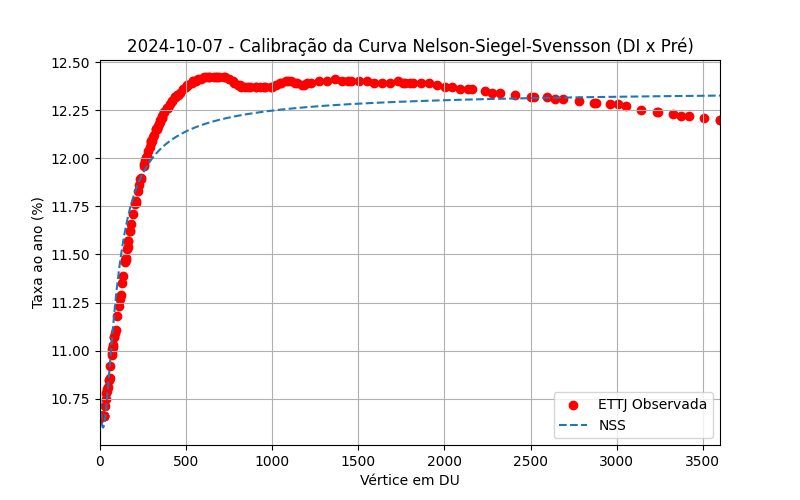 2024-10-07 - Calibração da Curva Nelson-Siegel-Svensson (DI x Pré)
Taxa ao ano (%)
12.50
12.25
12.00
11.75
11.50
11.25
11.00
10.75
ETTJ Observada
NSS
0 500 1000 1500 2000 2500 3000 3500
Vértice em DU